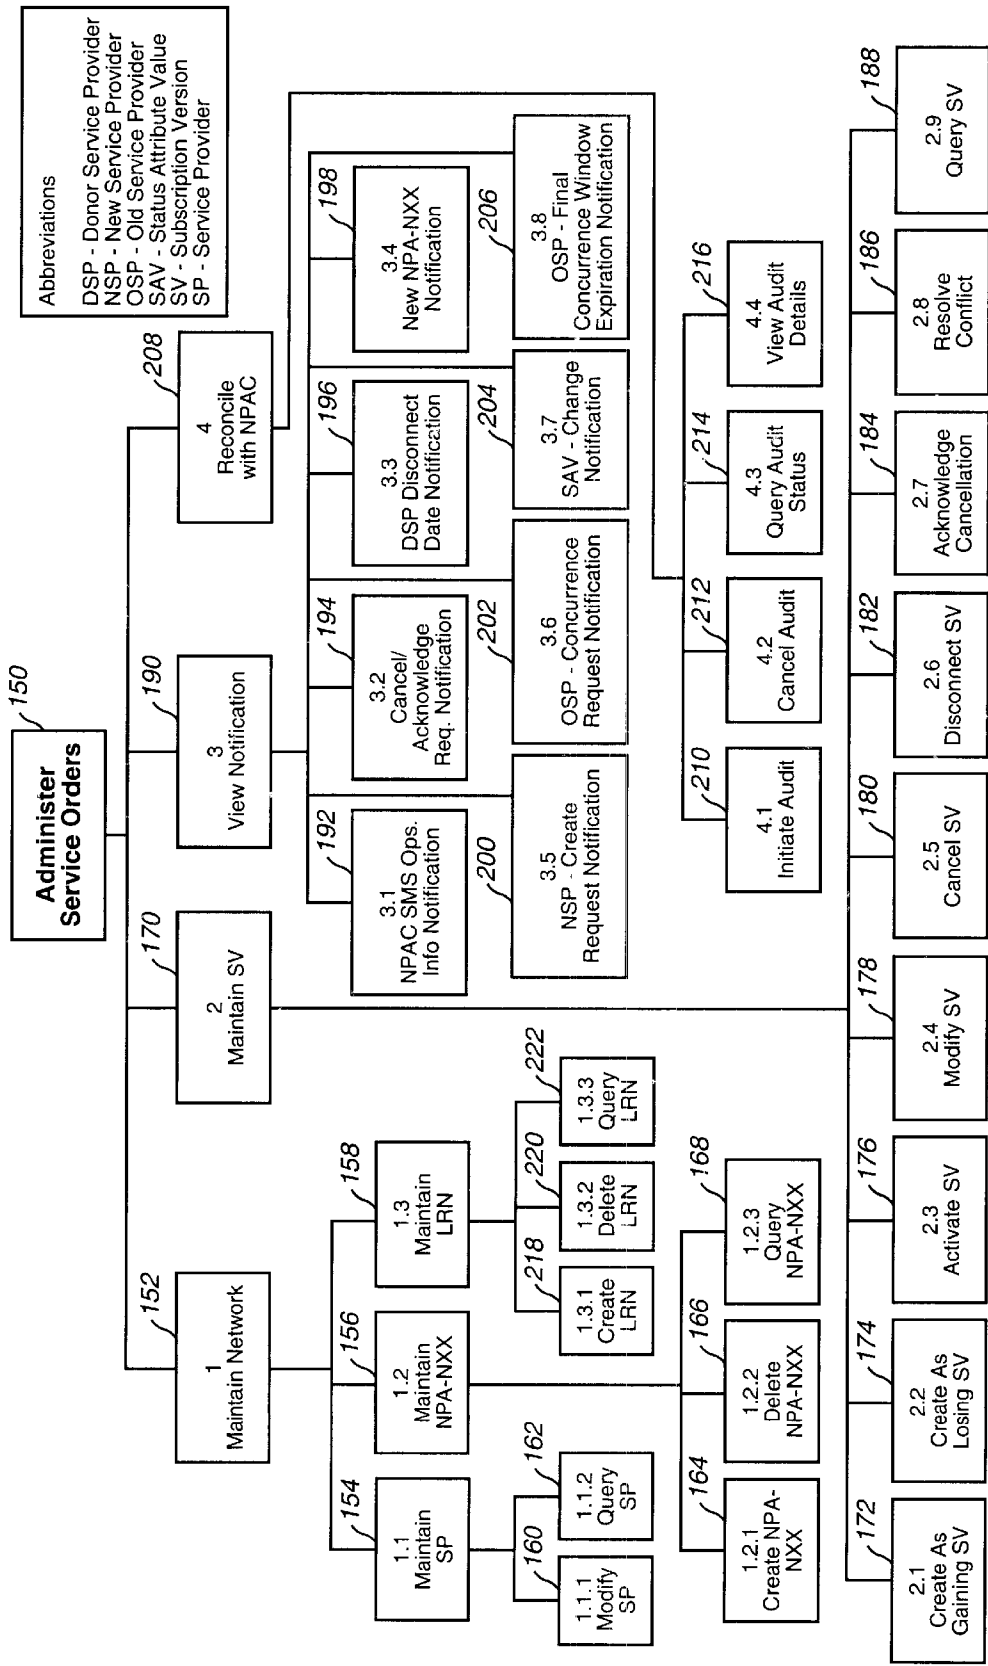 Abbreviations
DSP - Donor Service Provider
NSP - New Service Provider
OSP - Old Service Provider
SAV - Status Attribute Value
SV - Subscription Version
SP - Service Provider
150
Administer
Service Orders
152
1
Maintain Network
170
2
Maintain SV
190
3
View Notification
208
4
Reconcile
with NPAC
154
1.1
Maintain
SP
156
1.2
Maintain
NPA-NXX
158
1.3
Maintain
LRN
192
3.1
NPAC SMS Ops.
Info Notification
194
3.2
Cancel/
Acknowledge
Req. Notification
196
3.3
DSP Disconnect
Date Notification
198
3.4
New NPA-NXX
Notification
160
1.1.1
Modify
SP
162
1.1.2
Query
SP
218
1.3.1
Create
LRN
220
1.3.2
Delete
LRN
222
1.3.3
Query
LRN
200
3.5
NSP - Create
Request Notification
202
3.6
OSP - Concurrence
Request Notification
204
3.7
SAV - Change
Notification
206
3.8
OSP - Final
Concurrence Window
Expiration Notification
164
1.2.1
Create NPA-
NXX
166
1.2.2
Delete
NPA-NXX
168
1.2.3
Query
NPA-NXX
210
4.1
Initiate Audit
212
4.2
Cancel Audit
214
4.3
Query Audit
Status
216
4.4
View Audit
Details
172
2.1
Create As
Gaining SV
174
2.2
Create As
Losing SV
176
2.3
Activate SV
178
2.4
Modify SV
180
2.5
Cancel SV
182
2.6
Disconnect SV
184
2.7
Acknowledge
Cancellation
186
2.8
Resolve
Conflict
188
2.9
Query SV